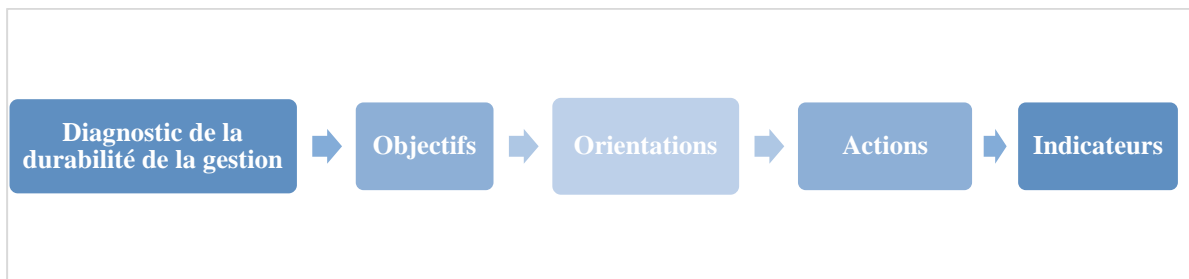 Diagnostic de la
durabilité de la gestion
Objectifs
Orientations
Actions
Indicateurs